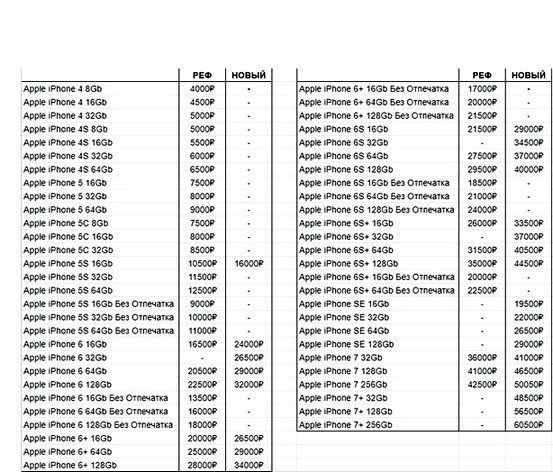 РЕФ НОВЫЙ
Apple iPhone 4 8Gb 4000₽ -
Apple iPhone 4 16Gb 4500₽ -
Apple iPhone 4 32Gb 5000₽ -
Apple iPhone 4S 8Gb 5000₽ -
Apple iPhone 4S 16Gb 5500₽ -
Apple iPhone 4S 32Gb 6000₽ -
Apple iPhone 4S 64Gb 6500₽ -
Apple iPhone 5 16Gb 7500₽ -
Apple iPhone 5 32Gb 8000₽ -
Apple iPhone 5 64Gb 9000₽ -
Apple iPhone 5C 8Gb 7500₽ -
Apple iPhone 5C 16Gb 8000₽ -
Apple iPhone 5C 32Gb 8500₽ -
Apple iPhone 5S 16Gb 10500₽ 16000₽
Apple iPhone 5S 32Gb 11500₽ -
Apple iPhone 5S 64Gb 12500₽ -
Apple iPhone 5S 16Gb Без Отпечатка 9000₽ -
Apple iPhone 5S 32Gb Без Отпечатка 10000₽ -
Apple iPhone 5S 64Gb Без Отпечатка 11000₽ -
Apple iPhone 6 16Gb 16500₽ 24000₽
Apple iPhone 6 32Gb - 26500₽
Apple iPhone 6 64Gb 20500₽ 29000₽
Apple iPhone 6 128Gb 22500₽ 32000₽
Apple iPhone 6 16Gb Без Отпечатка 13500₽ -
Apple iPhone 6 64Gb Без Отпечатка 16000₽ -
Apple iPhone 6 128Gb Без Отпечатка 18000₽ -
Apple iPhone 6+ 16Gb 20000₽ 26500₽
Apple iPhone 6+ 64Gb 25000₽ 29000₽
Apple iPhone 6+ 128Gb 28000₽ 34000₽
РЕФ НОВЫЙ
Apple iPhone 6+ 16Gb Без Отпечатка 17000₽ -
Apple iPhone 6+ 64Gb Без Отпечатка 20000₽ -
Apple iPhone 6+ 128Gb Без Отпечатка 21500₽ -
Apple iPhone 6S 16Gb 21500₽ 29000₽
Apple iPhone 6S 32Gb - 34500₽
Apple iPhone 6S 64Gb 27500₽ 37000₽
Apple iPhone 6S 128Gb 29500₽ 40000₽
Apple iPhone 6S 16Gb Без Отпечатка 18500₽ -
Apple iPhone 6S 64Gb Без Отпечатка 21000₽ -
Apple iPhone 6S 128Gb Без Отпечатка 24000₽ -
Apple iPhone 6S+ 16Gb 26000₽ 33500₽
Apple iPhone 6S+ 32Gb - 37000₽
Apple iPhone 6S+ 64Gb 31500₽ 40500₽
Apple iPhone 6S+ 128Gb 35000₽ 44500₽
Apple iPhone 6S+ 16Gb Без Отпечатка 20000₽ -
Apple iPhone 6S+ 64Gb Без Отпечатка 22500₽ -
Apple iPhone SE 16Gb - 19500₽
Apple iPhone SE 32Gb - 22000₽
Apple iPhone SE 64Gb - 26500₽
Apple iPhone SE 128Gb - 29000₽
Apple iPhone 7 32Gb 36000₽ 41000₽
Apple iPhone 7 128Gb 41000₽ 46500₽
Apple iPhone 7 256Gb 42500₽ 50050₽
Apple iPhone 7+ 32Gb - 48500₽
Apple iPhone 7+ 128Gb - 56500₽
Apple iPhone 7+ 256Gb - 60500₽